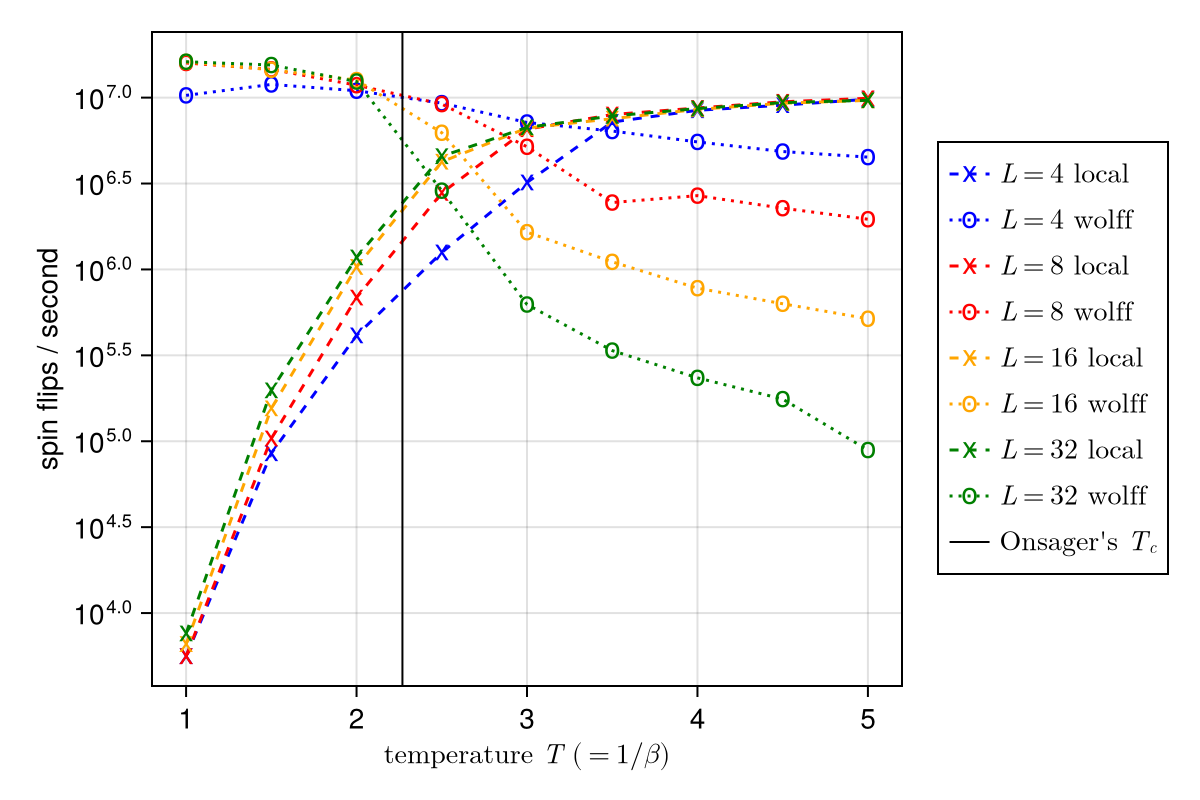 spin flips / second
10^7.0
10^6.5
10^6.0
10^5.5
10^5.0
10^4.5
10^4.0
1 2 3 4 5
temperature T ( = 1/β)
L = 4 local
L = 4 wolff
L = 8 local
L = 8 wolff
L = 16 local
L = 16 wolff
L = 32 local
L = 32 wolff
Onsager's T_c